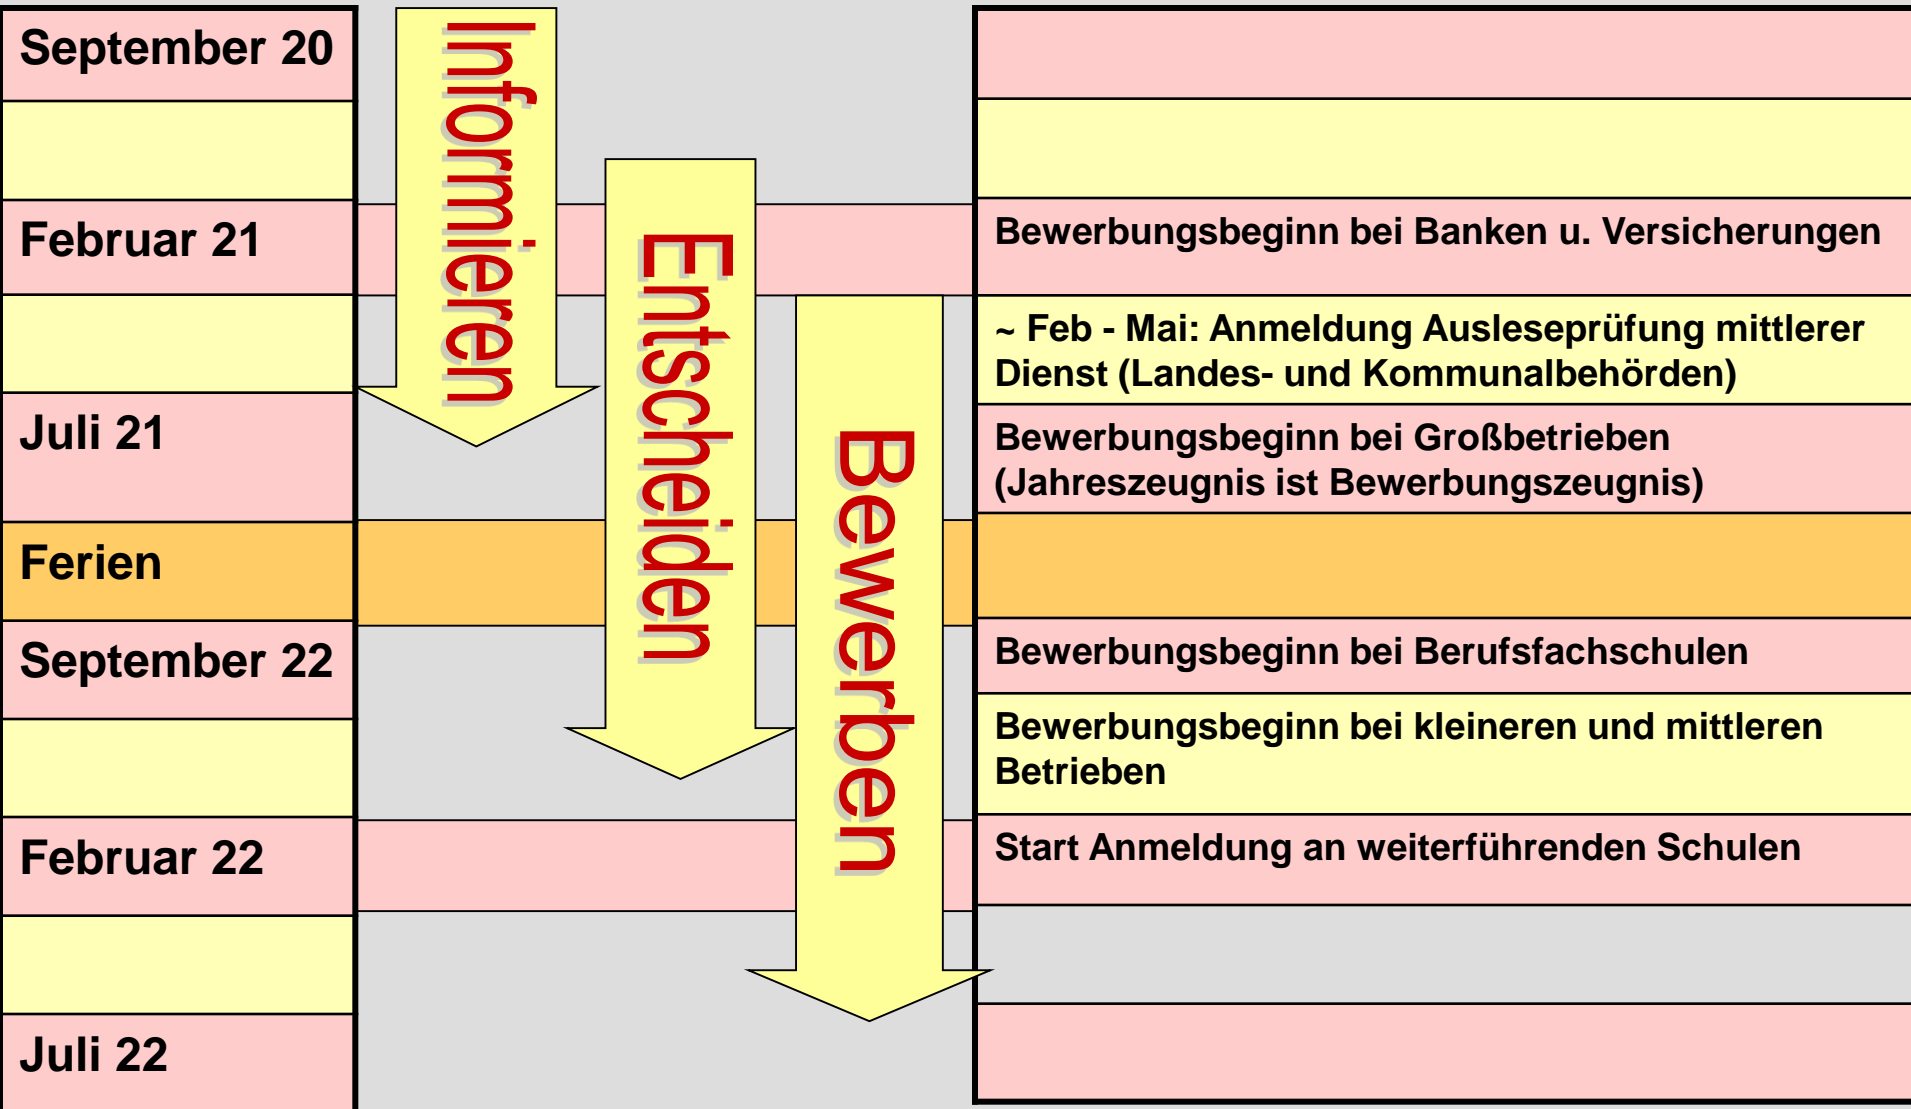 September 20
Februar 21
Juli 21
Ferien
September 22
Februar 22
Juli 22
Informieren
Entscheiden
Bewerben
Bewerbungsbeginn bei Banken u. Versicherungen
~ Feb - Mai: Anmeldung Ausleseprüfung mittlerer
Dienst (Landes- und Kommunalbehörden)
Bewerbungsbeginn bei Großbetrieben
(Jahreszeugnis ist Bewerbungszeugnis)
Bewerbungsbeginn bei Berufsfachschulen
Bewerbungsbeginn bei kleineren und mittleren
Betrieben
Start Anmeldung an weiterführenden Schulen